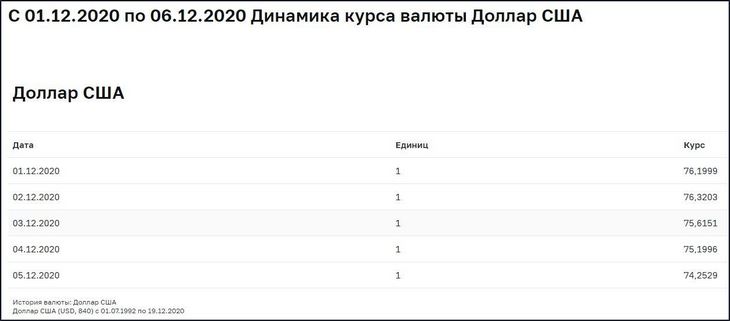 С 01.12.2020 по 06.12.2020 Динамика курса валюты Доллар США
Доллар США
Дата Единиц Курс
01.12.2020 1 76,1999
02.12.2020 1 76,3203
03.12.2020 1 75,6151
04.12.2020 1 75,1996
05.12.2020 1 74,2529
История валюты: Доллар США
Доллар США (USD, 840) с 01.07.1992 по 19.12.2020